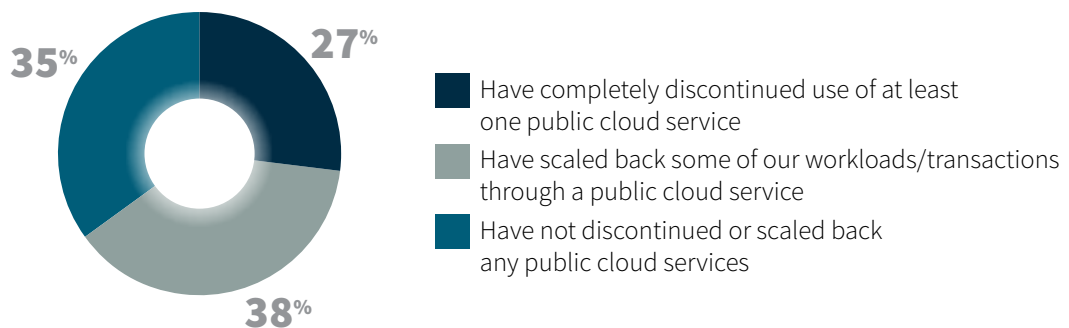 35%
27%
38%
Have completely discontinued use of at least
one public cloud service
Have scaled back some of our workloads/transactions
through a public cloud service
Have not discontinued or scaled back
any public cloud services